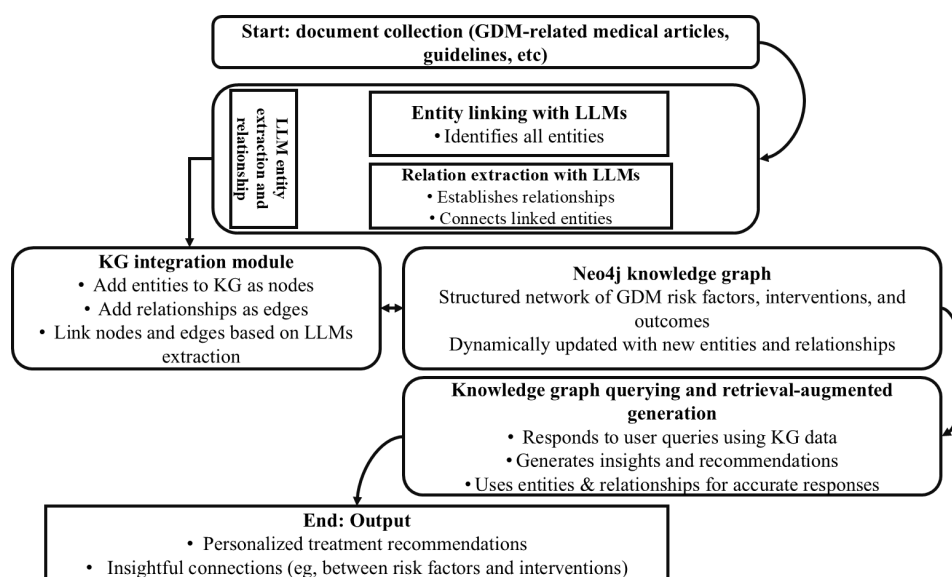 Start: document collection (GDM-related medical articles,
guidelines, etc)
LLM entity
extraction and
relationship
Entity linking with LLMs
• Identifies all entities
Relation extraction with LLMs
• Establishes relationships
• Connects linked entities
KG integration module
• Add entities to KG as nodes
• Add relationships as edges
• Link nodes and edges based on LLMs
extraction
Neo4j knowledge graph
Structured network of GDM risk factors, interventions, and
outcomes
Dynamically updated with new entities and relationships
Knowledge graph querying and retrieval-augmented
generation
• Responds to user queries using KG data
• Generates insights and recommendations
• Uses entities & relationships for accurate responses
End: Output
• Personalized treatment recommendations
• Insightful connections (eg, between risk factors and interventions)